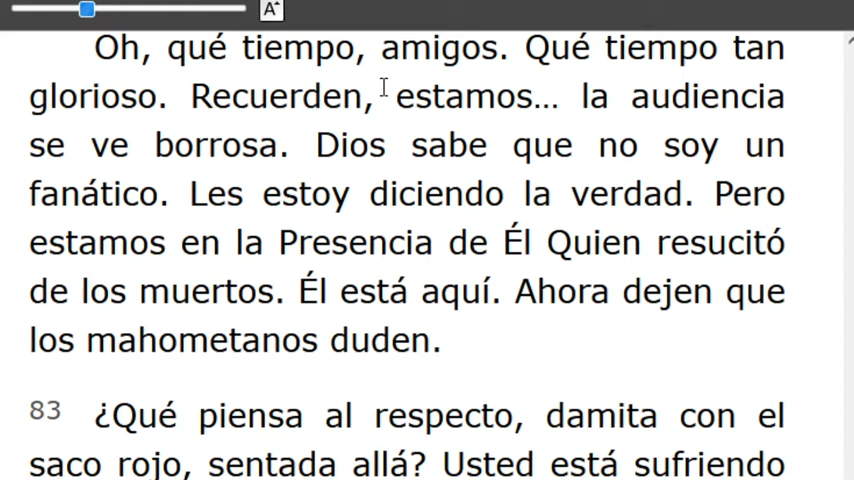 A
Oh, qué tiempo, amigos. Qué tiempo tan
glorioso. Recuerden, estamos... la audiencia
se ve borrosa. Dios sabe que no soy un
fanático. Les estoy diciendo la verdad. Pero
estamos en la Presencia de Él Quien resucitó
de los muertos. Él está aquí. Ahora dejen que
los mahometanos duden.
83 ¿Qué piensa al respecto, damita con el
saco rojo, sentada allá? Usted está sufriendo